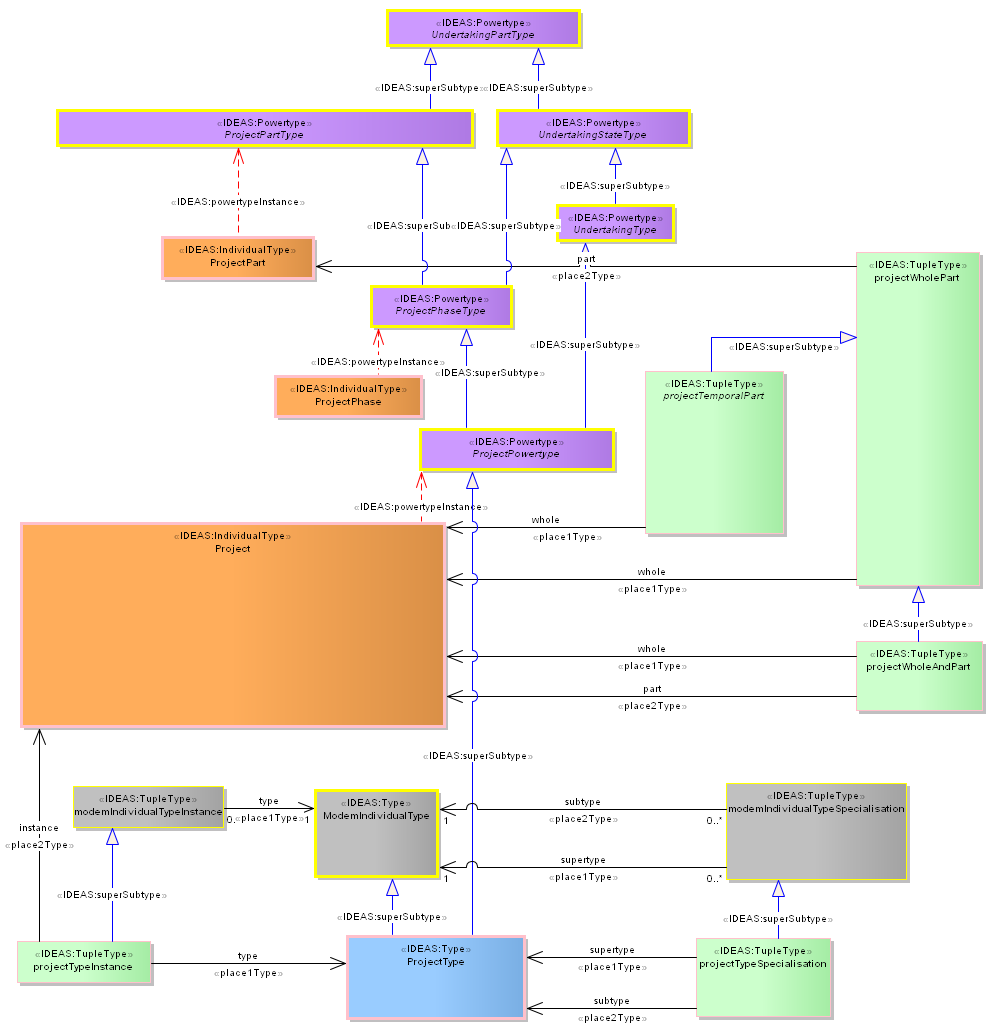 «IDEAS:Powertype»
UndertakingPartType
«IDEAS:superSubtype»
«IDEAS:superSubtype»
«IDEAS:Powertype»
ProjectPartType
«IDEAS:Powertype»
UndertakingStateType
«IDEAS:superSubtype»
«IDEAS:powertypeInstance»
«IDEAS:Powertype»
UndertakingType
«IDEAS:superSub
«IDEAS:superSubtype»
«IDEAS:IndividualType»
ProjectPart
part
«place2Type»
«IDEAS:TupleType»
projectWholePart
«IDEAS:Powertype»
ProjectPhaseType
«IDEAS:superSubtype»
«IDEAS:superSubtype»
«IDEAS:powertypeInstance»
«IDEAS:superSubtype»
«IDEAS:IndividualType»
ProjectPhase
«IDEAS:TupleType»
projectTemporalPart
«IDEAS:Powertype»
ProjectPowertype
«IDEAS:powertypeInstance»
whole
«place1Type»
«IDEAS:IndividualType»
Project
whole
«place1Type»
«IDEAS:superSubtype»
whole
«place1Type»
«IDEAS:TupleType»
projectWholeAndPart
part
«place2Type»
«IDEAS:superSubtype»
«IDEAS:TupleType»
modemIndividualTypeInstance
type
0..«place1Type» 1
«IDEAS:Type»
ModemIndividualType
subtype
«place2Type»
1
0..*
«IDEAS:TupleType»
modemIndividualTypeSpecialisation
instance
«place2Type»
supertype
«place1Type»
1
0..*
«IDEAS:superSubtype»
«IDEAS:superSubtype»
«IDEAS:superSubtype»
«IDEAS:TupleType»
projectTypeInstance
type
«place1Type»
«IDEAS:Type»
ProjectType
supertype
«place1Type»
«IDEAS:TupleType»
projectTypeSpecialisation
subtype
«place2Type»